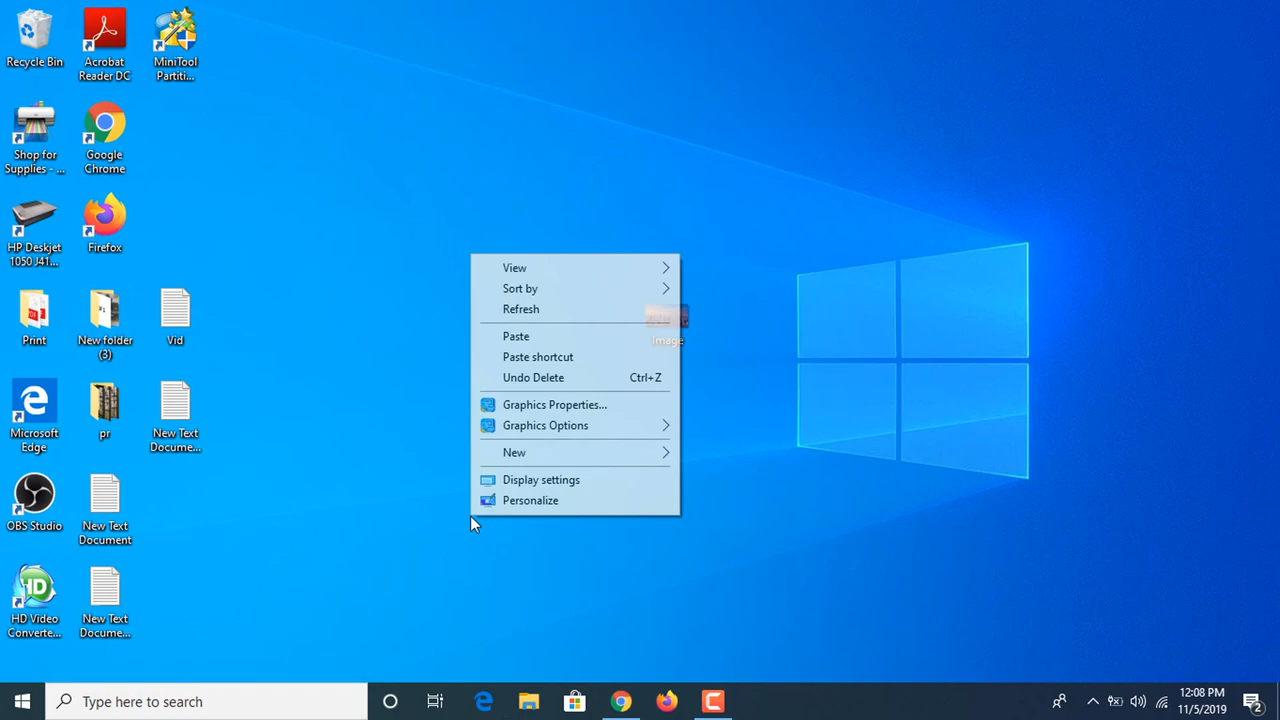 Recycle Bin
Acrobat
Reader DC
MiniTool
Partiti...
Shop for
Supplies - ...
Google
Chrome
HP Deskjet
1050 J41...
Firefox
Print
New folder
(3)
Vid
Image
Microsoft
Edge
pr
New Text
Docume...
OBS Studio
New Text
Document
HD
HD Video
Converte...
New Text
Docume...
View
Sort by
Refresh
Paste
Paste shortcut
Undo Delete Ctrl+Z
Graphics Properties...
Graphics Options
New
Display settings
Personalize
Type here to search
12:08 PM
11/5/2019
2